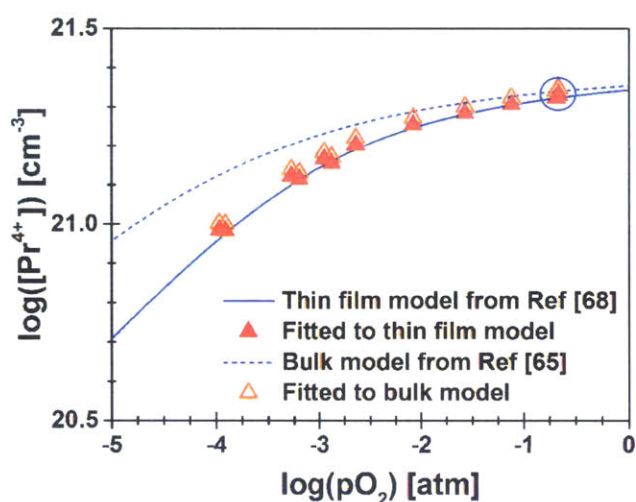 21.5
21.0
20.5
log([Pr⁴⁺]) [cm⁻³]
Thin film model from Ref [68]
Fitted to thin film model
Bulk model from Ref [65]
Fitted to bulk model
-5 -4 -3 -2 -1 0
log(pO₂) [atm]